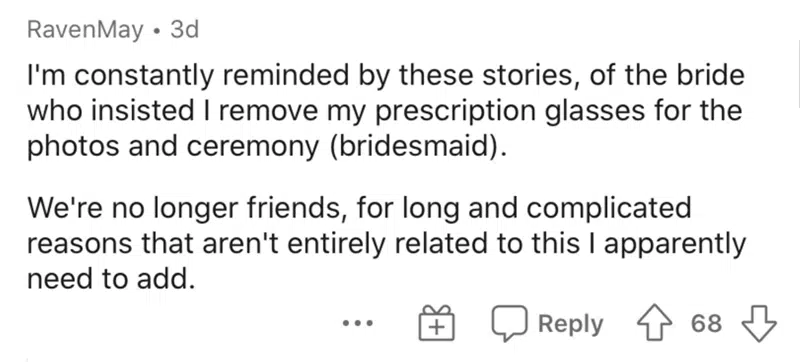 RavenMay • 3d
I'm constantly reminded by these stories, of the bride
who insisted I remove my prescription glasses for the
photos and ceremony (bridesmaid).
We're no longer friends, for long and complicated
reasons that aren't entirely related to this I apparently
need to add.
Reply 68